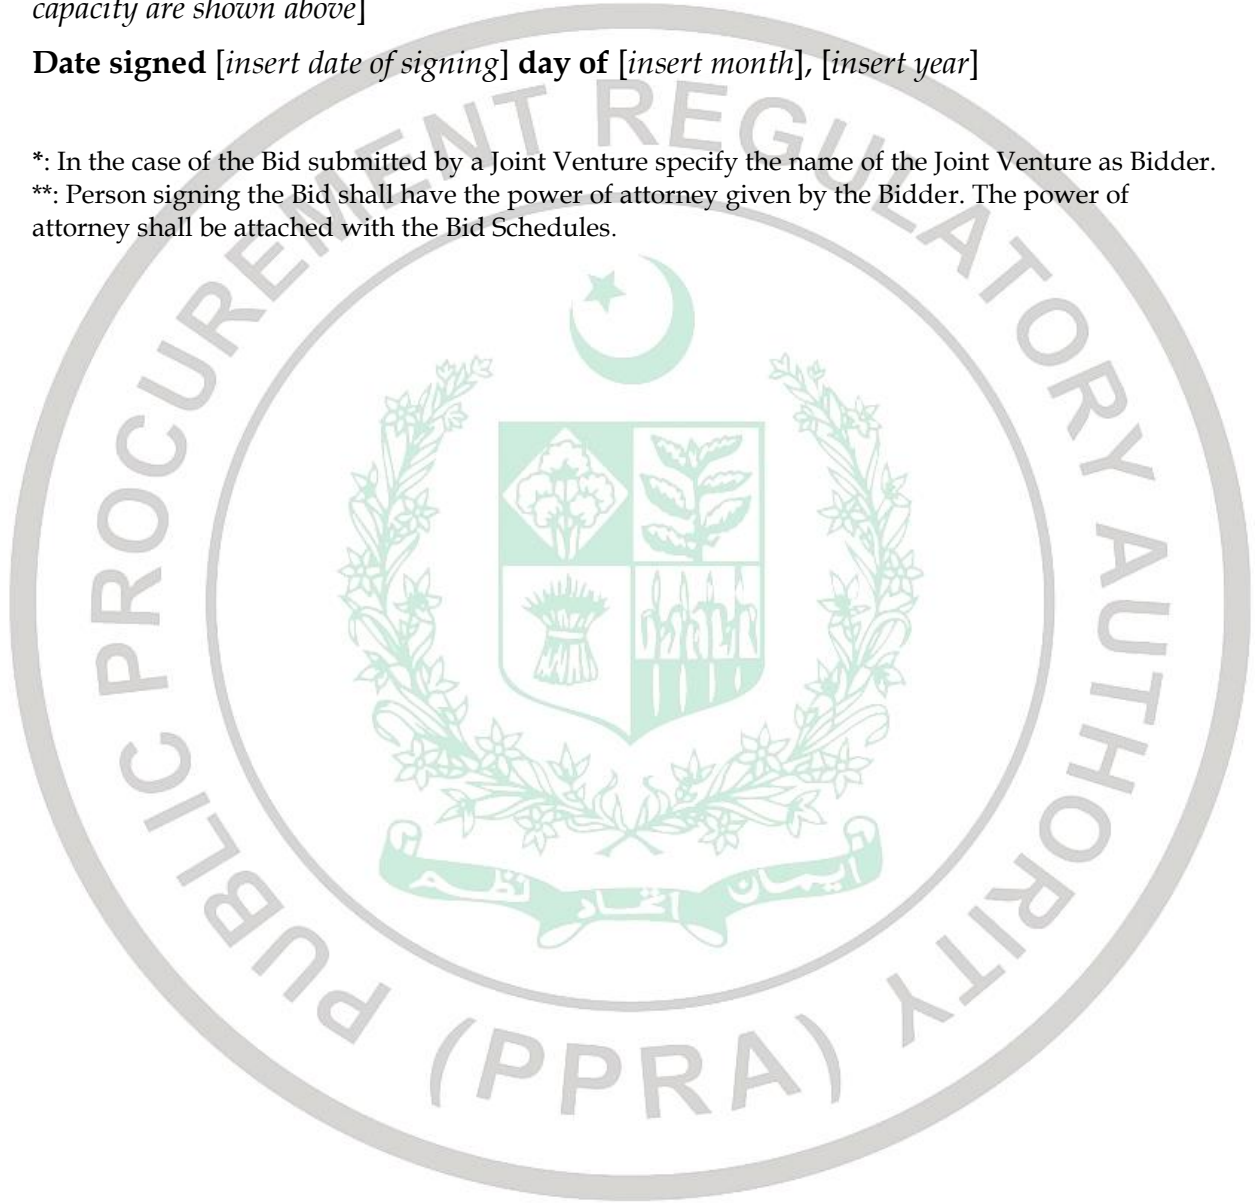 capacity are shown above]
Date signed [insert date of signing] day of [insert month], [insert year]
*: In the case of the Bid submitted by a Joint Venture specify the name of the Joint Venture as Bidder.
**: Person signing the Bid shall have the power of attorney given by the Bidder. The power of
attorney shall be attached with the Bid Schedules.
PUBLIC PROCUREMENT REGULATORY AUTHORITY
(PPRA)
ایمان اتحاد نظم